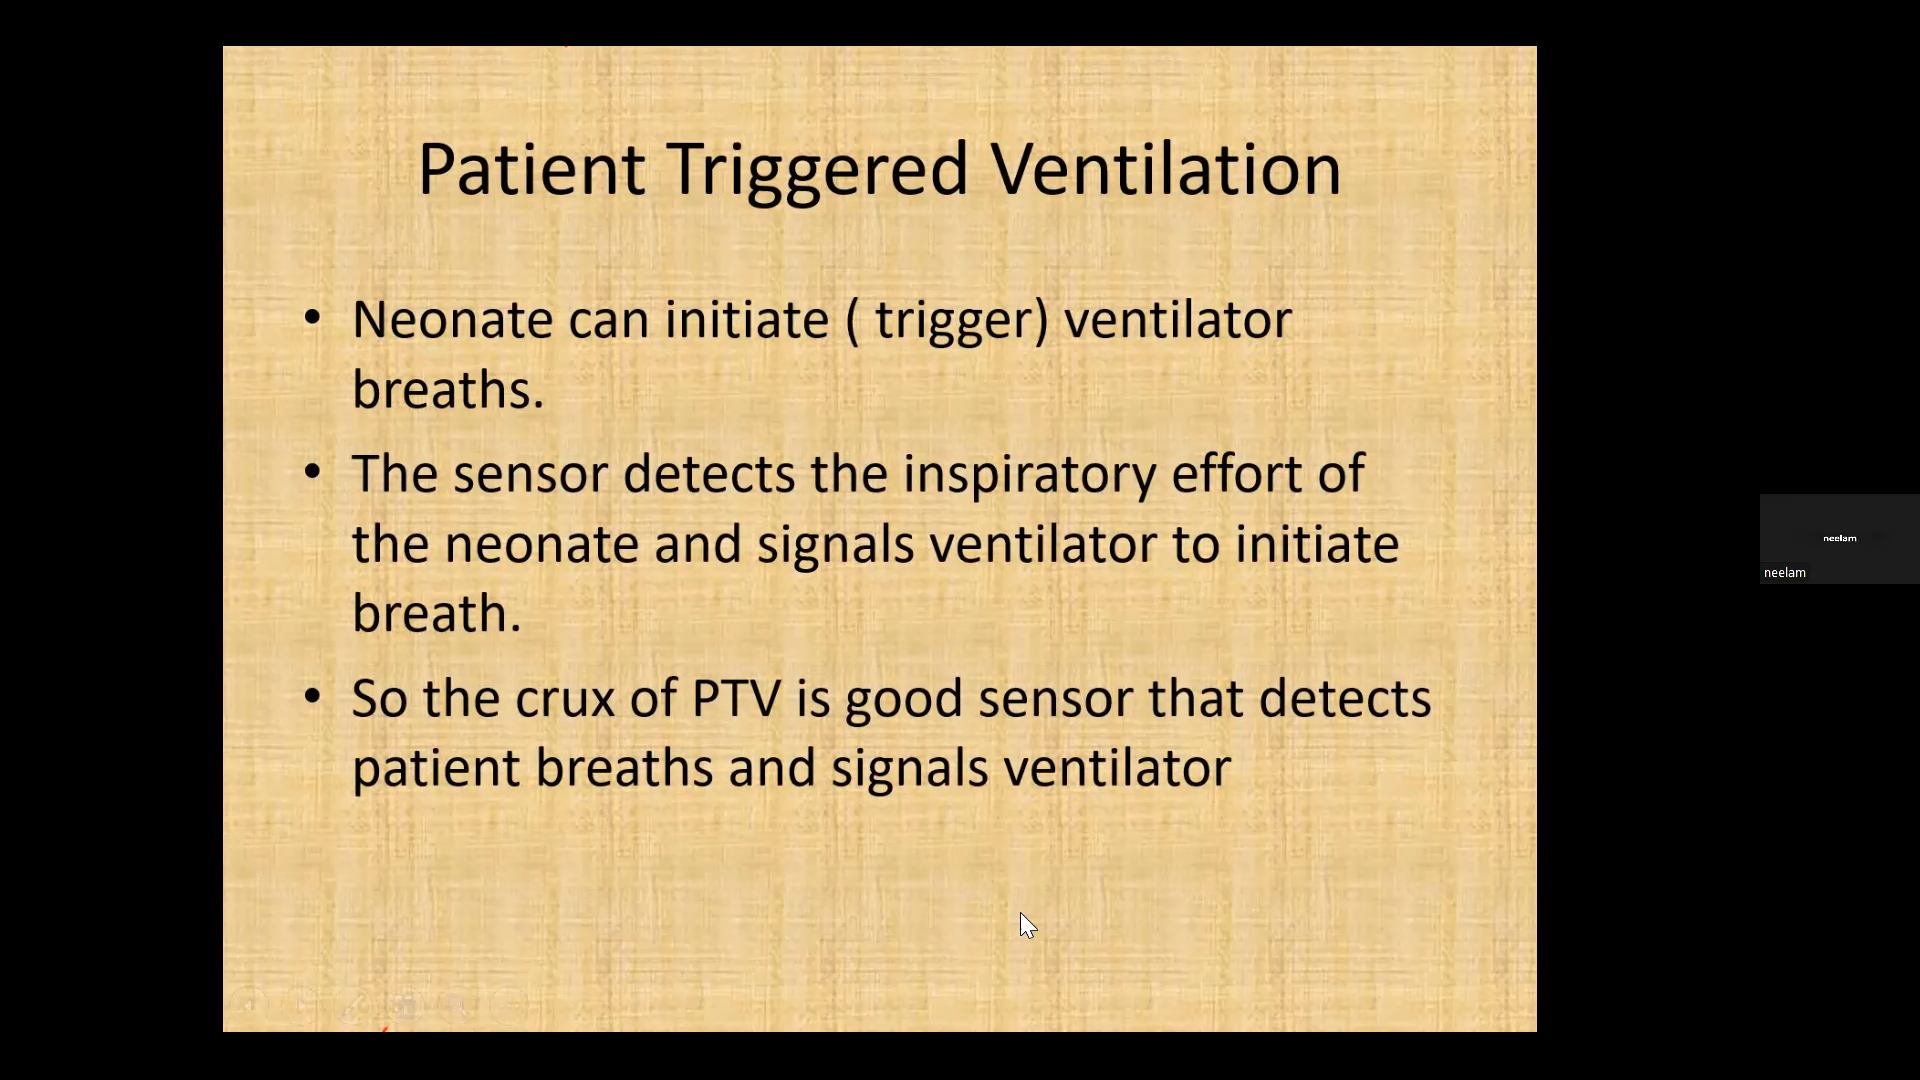 Patient Triggered Ventilation
• Neonate can initiate ( trigger) ventilator
breaths.
• The sensor detects the inspiratory effort of
the neonate and signals ventilator to initiate
breath.
• So the crux of PTV is good sensor that detects
patient breaths and signals ventilator
neelam
neelam